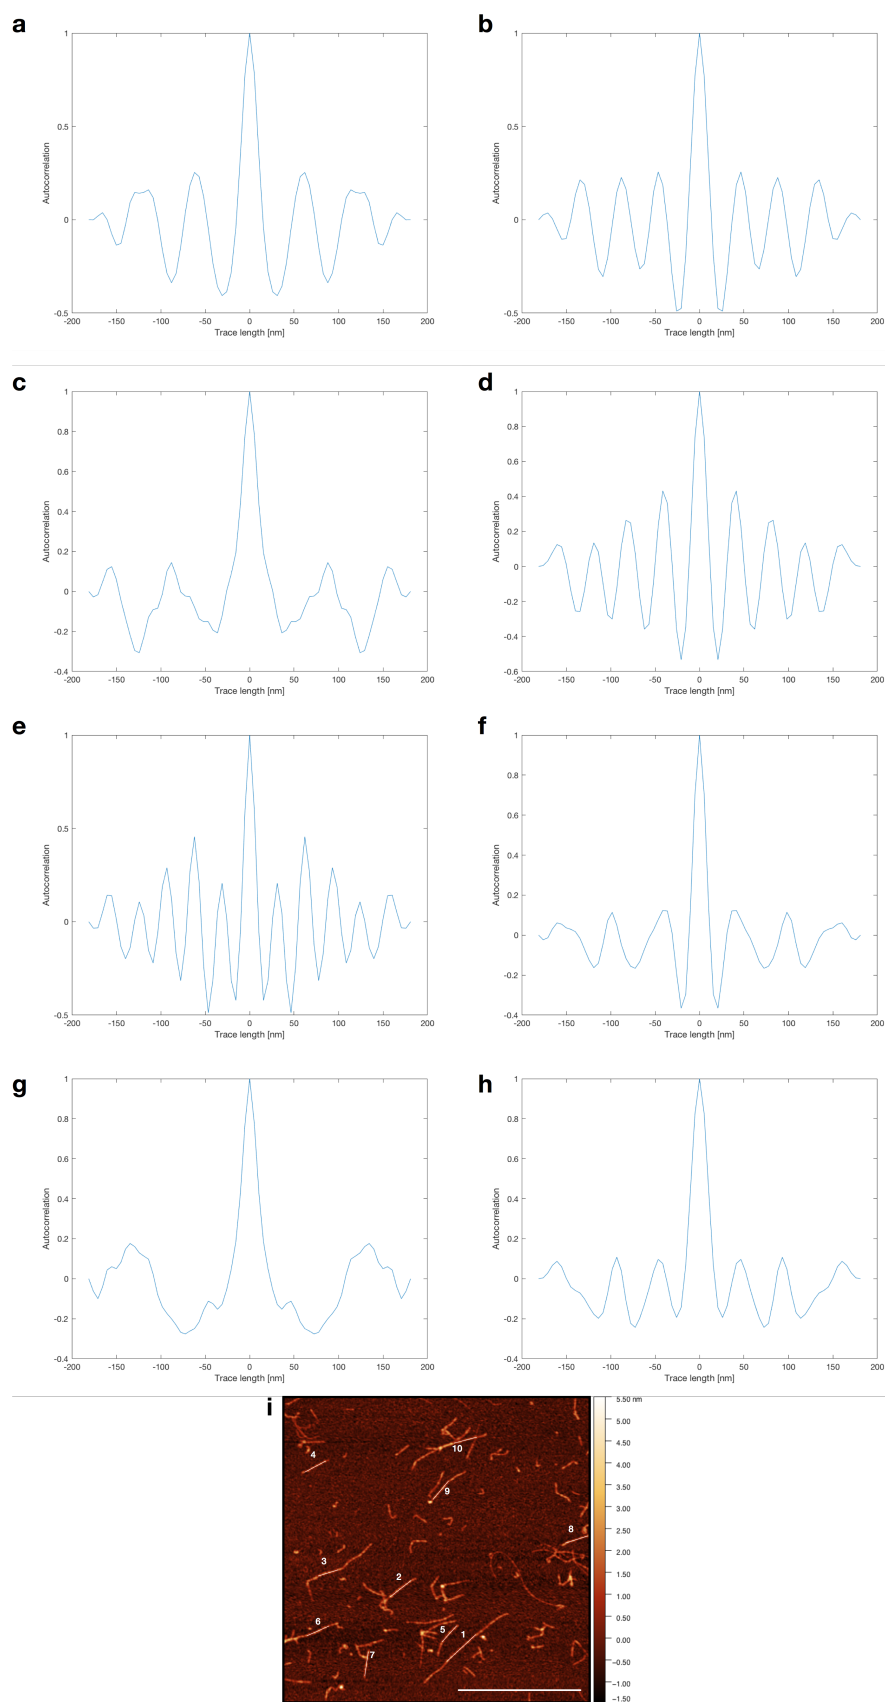 a
1
0.5
0
-0.5
-200 -150 -100 -50 0 50 100 150 200
Autocorrelation
Trace length [nm]
b
1
0.5
0
-0.5
-200 -150 -100 -50 0 50 100 150 200
Autocorrelation
Trace length [nm]
c
1
0.8
0.6
0.4
0.2
0
-0.2
-0.4
-200 -150 -100 -50 0 50 100 150 200
Autocorrelation
Trace length [nm]
d
1
0.8
0.6
0.4
0.2
0
-0.2
-0.4
-0.6
-200 -150 -100 -50 0 50 100 150 200
Autocorrelation
Trace length [nm]
e
1
0.5
0
-0.5
-200 -150 -100 -50 0 50 100 150 200
Autocorrelation
Trace length [nm]
f
1
0.8
0.6
0.4
0.2
0
-0.2
-0.4
-200 -150 -100 -50 0 50 100 150 200
Autocorrelation
Trace length [nm]
g
1
0.8
0.6
0.4
0.2
0
-0.2
-0.4
-200 -150 -100 -50 0 50 100 150 200
Autocorrelation
Trace length [nm]
h
1
0.8
0.6
0.4
0.2
0
-0.2
-0.4
-200 -150 -100 -50 0 50 100 150 200
Autocorrelation
Trace length [nm]
i
10
4
9
8
3
2
6
5
1
7
5.50 nm
5.00
4.50
4.00
3.50
3.00
2.50
2.00
1.50
1.00
0.50
0.00
−0.50
−1.00
−1.50